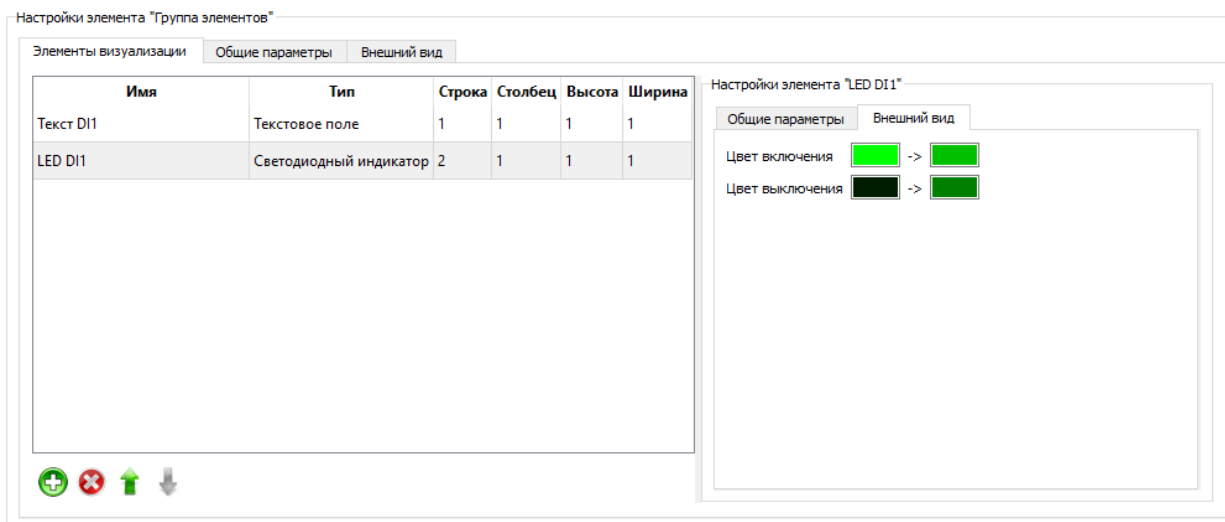 Настройки элемента "Группа элементов"
Элементы визуализации Общие параметры Внешний вид
Имя Тип Строка Столбец Высота Ширина
Текст DI1 Текстовое поле 1 1 1 1
LED DI1 Светодиодный индикатор 2 1 1 1
Настройки элемента "LED DI1"
Общие параметры Внешний вид
Цвет включения ->
Цвет выключения ->